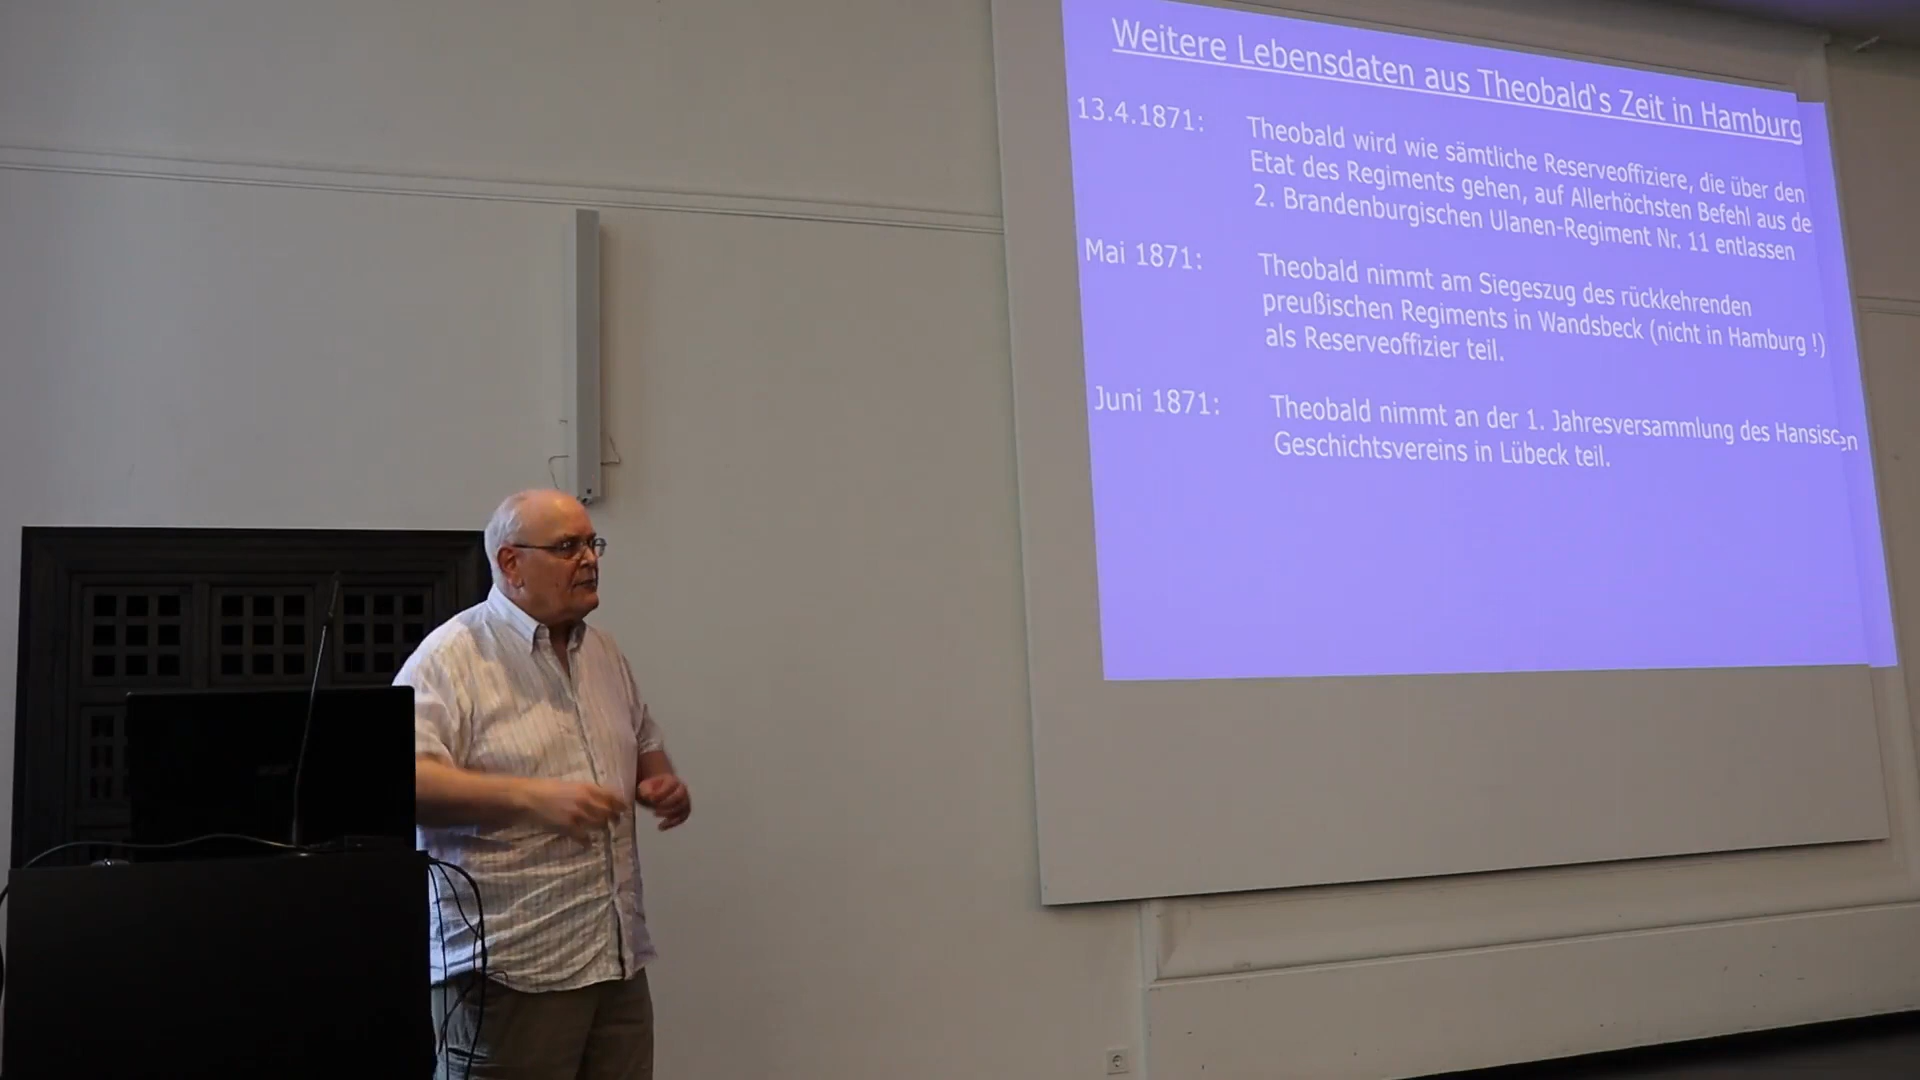 Weitere Lebensdaten aus Theobald`s Zeit in Hamburg
13.4.1871:
Theobald wird wie sämtliche Reserveoffiziere, die über den
Etat des Regiments gehen, auf Allerhöchsten Befehl aus de
2. Brandenburgischen Ulanen-Regiment Nr. 11 entlassen
Mai 1871:
Theobald nimmt am Siegeszug des rückkehrenden
preußischen Regiments in Wandsbeck (nicht in Hamburg !)
als Reserveoffizier teil.
Juni 1871:
Theobald nimmt an der 1. Jahresversammlung des Hansischen
Geschichtsvereins in Lübeck teil.